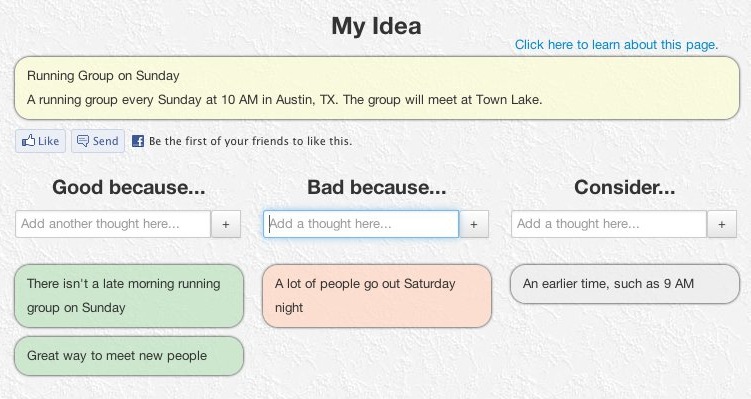 My Idea
Click here to learn about this page.
Running Group on Sunday
A running group every Sunday at 10 AM in Austin, TX. The group will meet at Town Lake.
Like Send Be the first of your friends to like this.
Good because... Bad because... Consider...
Add another thought here... + Add a thought here... + Add a thought here... +
There isn't a late morning running
group on Sunday
Great way to meet new people
A lot of people go out Saturday
night
An earlier time, such as 9 AM